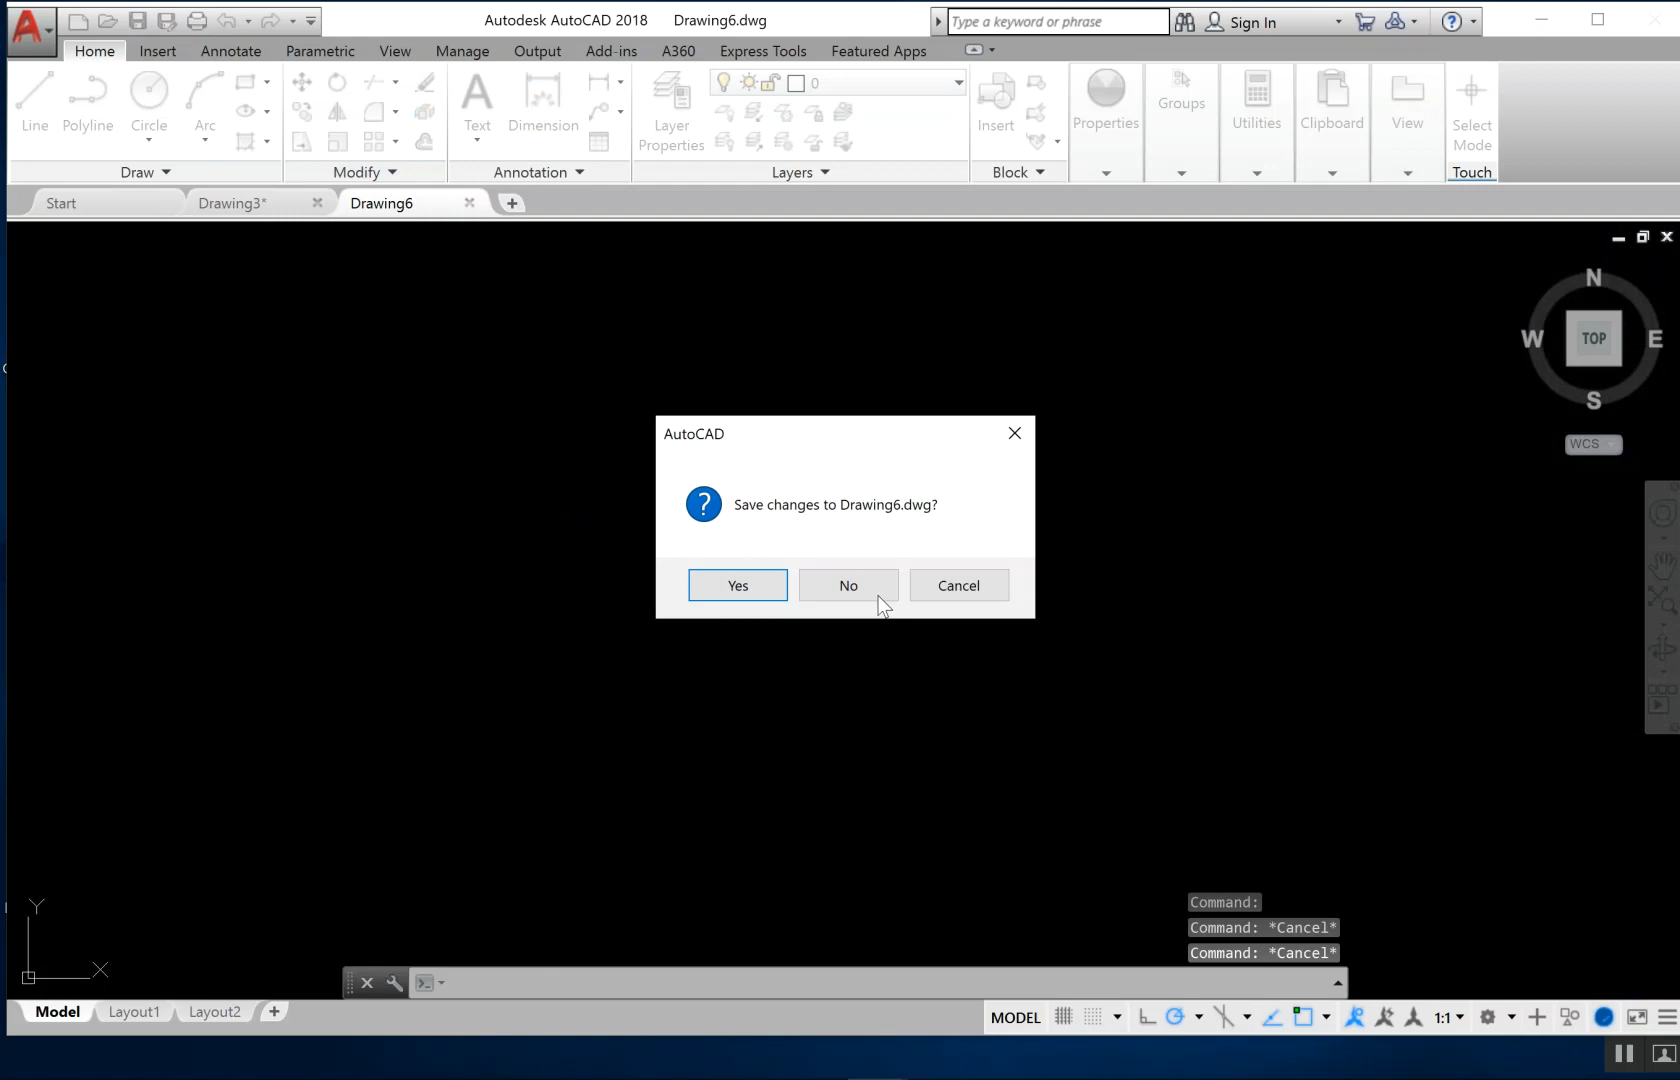 Autodesk AutoCAD 2018 Drawing6.dwg
Type a keyword or phrase
Sign In
Home Insert Annotate Parametric View Manage Output Add-ins A360 Express Tools Featured Apps
Line Polyline Circle Arc
Text Dimension
Layer Properties
0
Insert
Properties
Groups
Utilities
Clipboard
View
Select Mode
Draw Modify Annotation Layers Block Touch
Start Drawing3* Drawing6
N
W TOP E
S
WCS
AutoCAD
Save changes to Drawing6.dwg?
Yes No Cancel
Y
X
Command:
Command: *Cancel*
Command: *Cancel*
Model Layout1 Layout2
MODEL 1:1